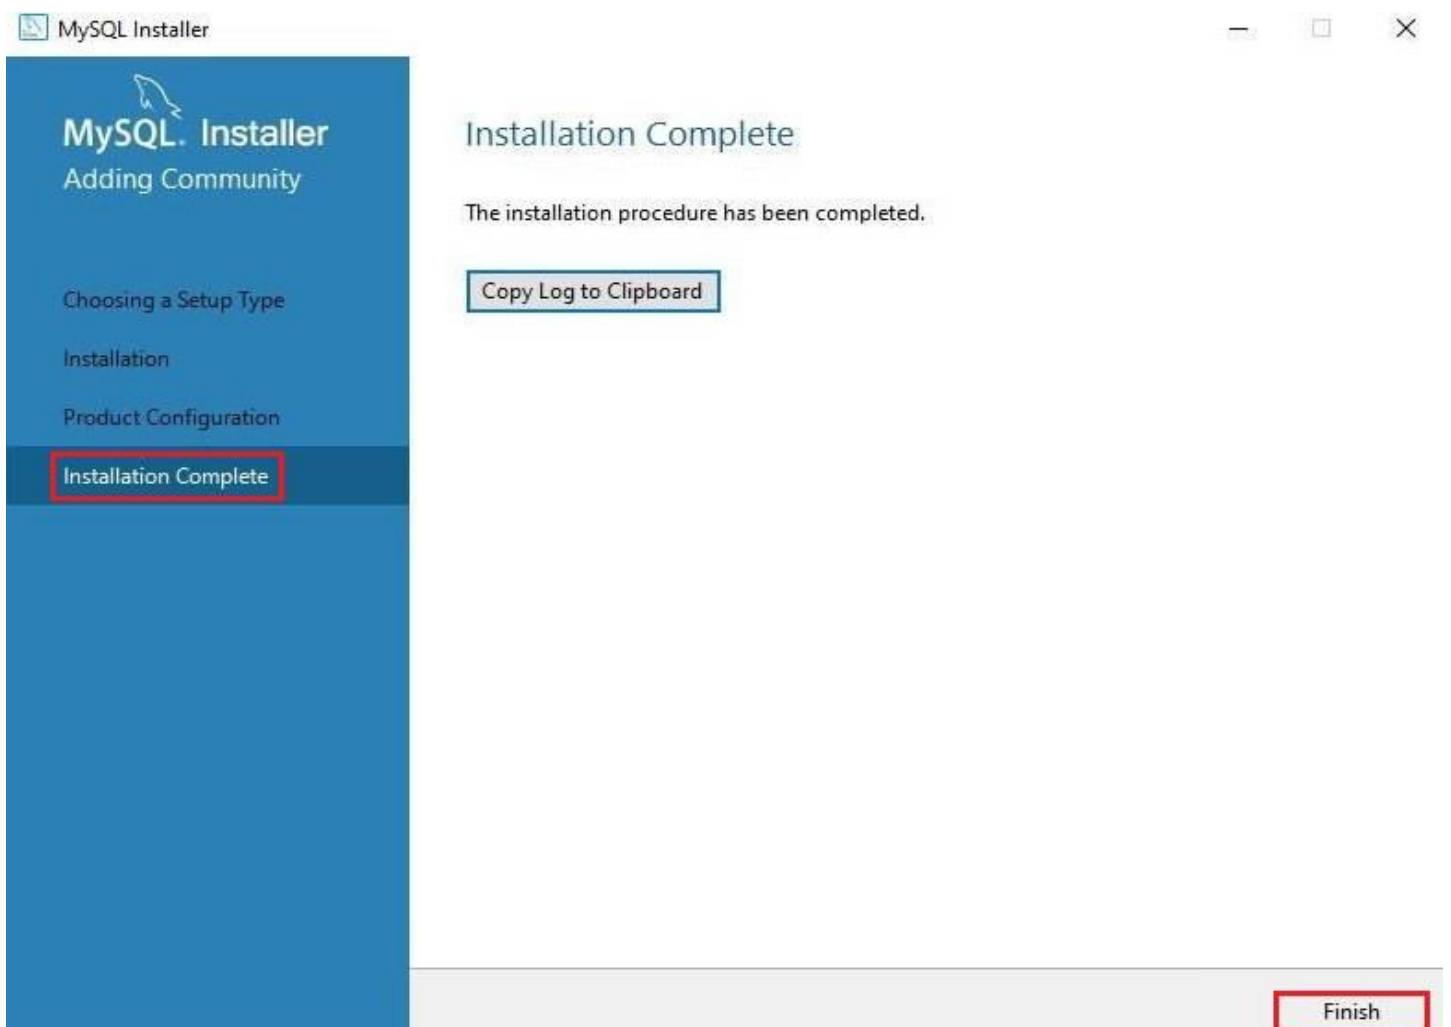 MySQL Installer
MySQL. Installer
Adding Community
Choosing a Setup Type
Installation
Product Configuration
Installation Complete
Installation Complete
The installation procedure has been completed.
Copy Log to Clipboard
Finish